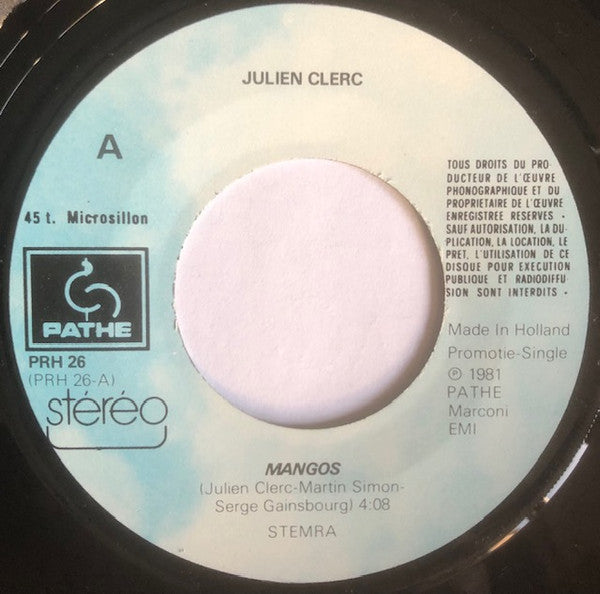 JULIEN CLERC
A
45 t. Microsillon
PATHE
PRH 26
(PRH 26-A)
stéréo
TOUS DROITS DU PRO-
DUCTEUR DE L'ŒUVRE
PHONOGRAPHIQUE ET DU
PROPRIETAIRE DE L'ŒUVRE
ENREGISTREE RESERVES -
SAUF AUTORISATION, LA DU-
PLICATION, LA LOCATION, LE
PRET, L'UTILISATION DE CE
DISQUE POUR EXECUTION
PUBLIQUE ET RADIODIFFU-
SION SONT INTERDITS -
Made In Holland
Promotie-Single
℗ 1981
PATHE
Marconi
EMI
MANGOS
(Julien Clerc-Martin Simon-
Serge Gainsbourg) 4:08
STEMRA